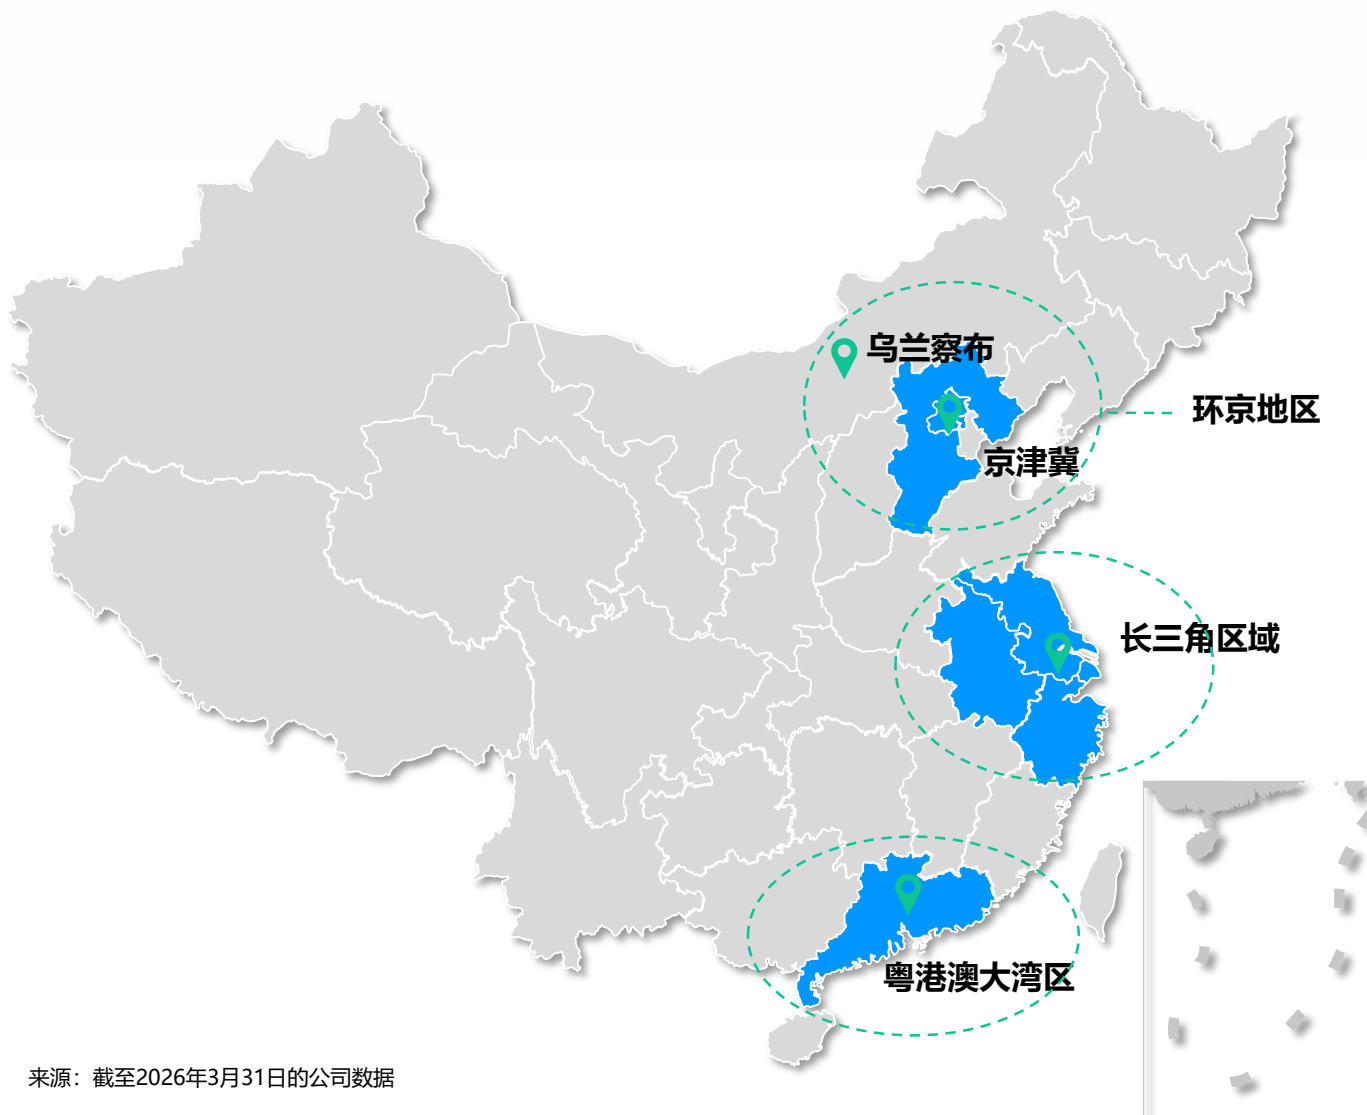 乌兰察布
环京地区
京津冀
长三角区域
粤港澳大湾区
来源：截至2026年3月31日的公司数据